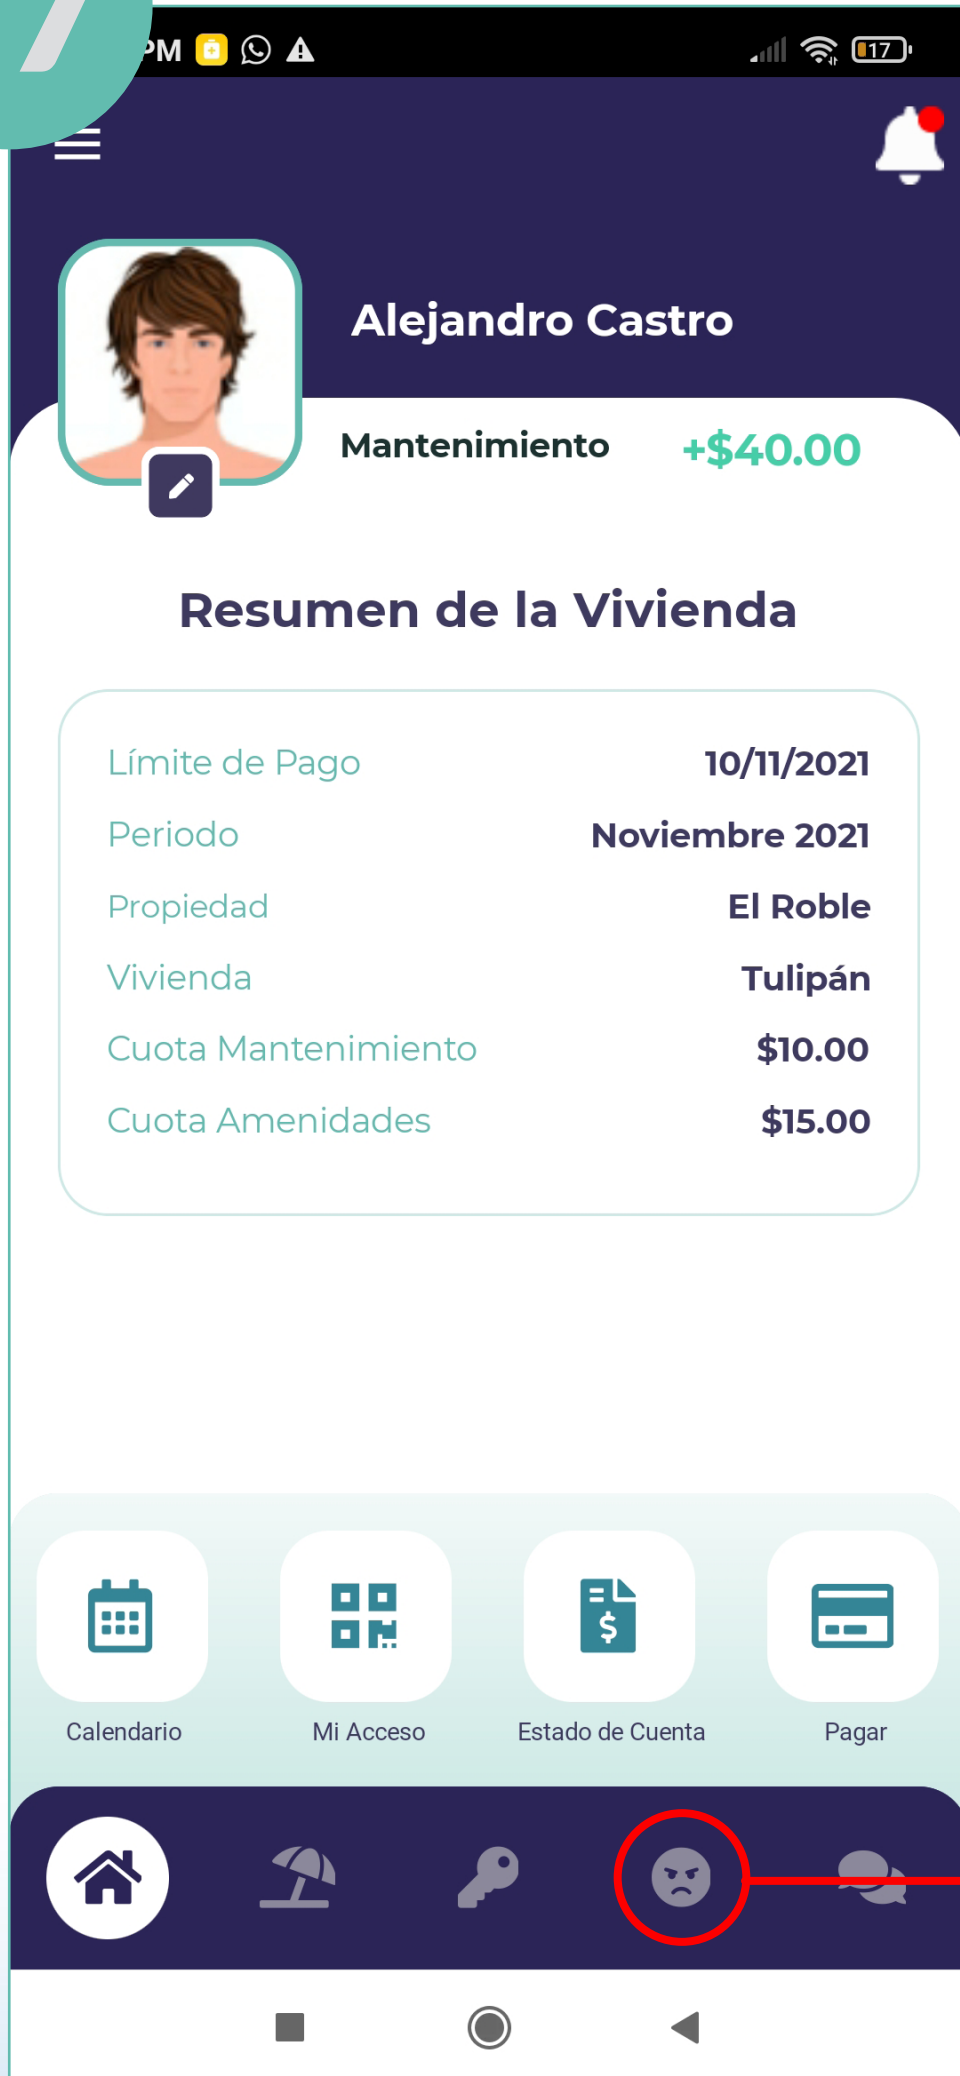 PM
17
Alejandro Castro
Mantenimiento +$40.00
Resumen de la Vivienda
Límite de Pago 10/11/2021
Periodo Noviembre 2021
Propiedad El Roble
Vivienda Tulipán
Cuota Mantenimiento $10.00
Cuota Amenidades $15.00
Calendario Mi Acceso Estado de Cuenta Pagar